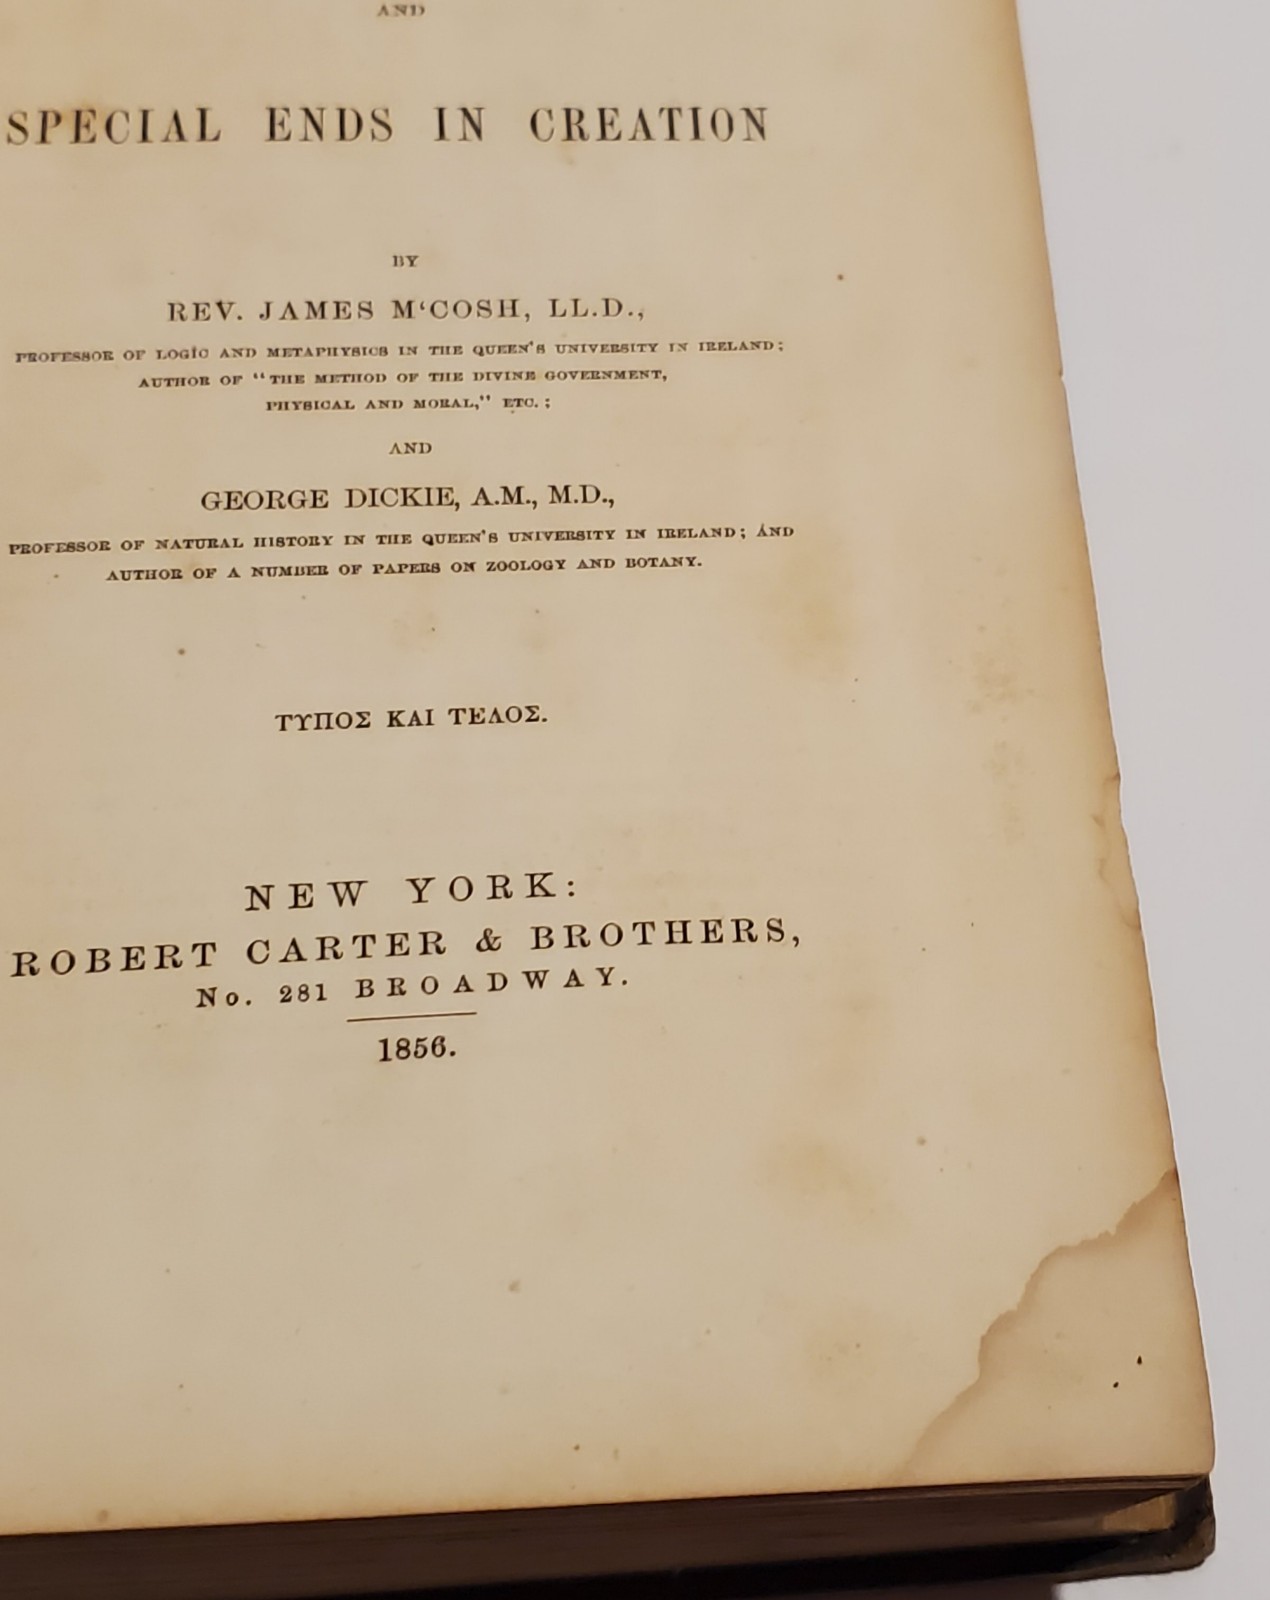 AND
SPECIAL ENDS IN CREATION
BY
REV. JAMES M‘COSH, LL.D.,
PROFESSOR OF LOGIC AND METAPHYSICS IN THE QUEEN'S UNIVERSITY IN IRELAND;
AUTHOR OF "THE METHOD OF THE DIVINE GOVERNMENT,
PHYSICAL AND MORAL," ETC.;
AND
GEORGE DICKIE, A.M., M.D.,
PROFESSOR OF NATURAL HISTORY IN THE QUEEN'S UNIVERSITY IN IRELAND; AND
AUTHOR OF A NUMBER OF PAPERS ON ZOOLOGY AND BOTANY.
ΤΥΠΟΣ ΚΑΙ ΤΕΛΟΣ.
NEW YORK:
ROBERT CARTER & BROTHERS,
No. 281 BROADWAY.
1856.